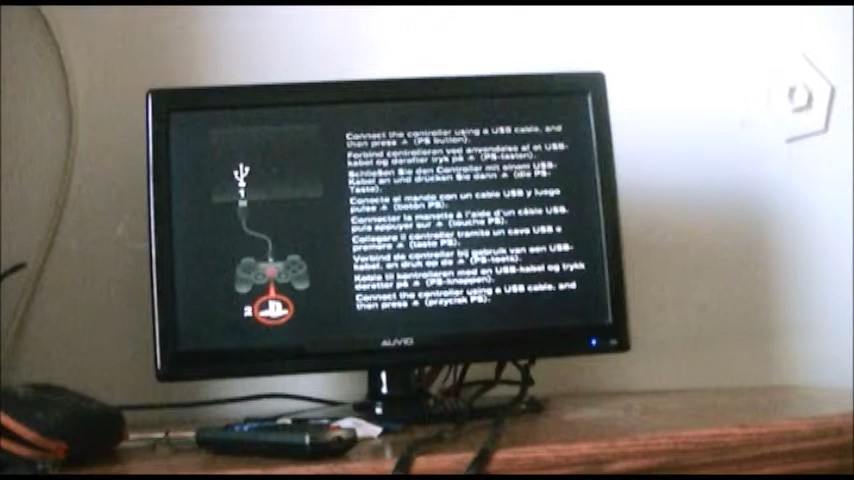 Connect the controller using a USB cable, and
then press ⏏ (PS button).
Forbind controlleren ved anvendelse af et USB-
kabel og derefter tryk på ⏏ (PS-tasten).
Schließen Sie den Controller mit einem USB-
Kabel an und drücken Sie dann ⏏ (die PS-
Taste).
Conecte el mando con un cable USB y luego
pulse ⏏ (botón PS).
Connecter la manette à l'aide d'un câble USB,
puis appuyer sur ⏏ (touche PS).
Collegare il controller tramite un cavo USB e
premere ⏏ (tasto PS).
Verbind de controller bij gebruik van een USB-
kabel, en druk op de ⏏ (PS-toets).
Koble til kontrolleren med en USB-kabel og trykk
deretter på ⏏ (PS-knappen).
Connect the controller using a USB cable, and
then press ⏏ (przycisk PS).
1
2
AUVIO